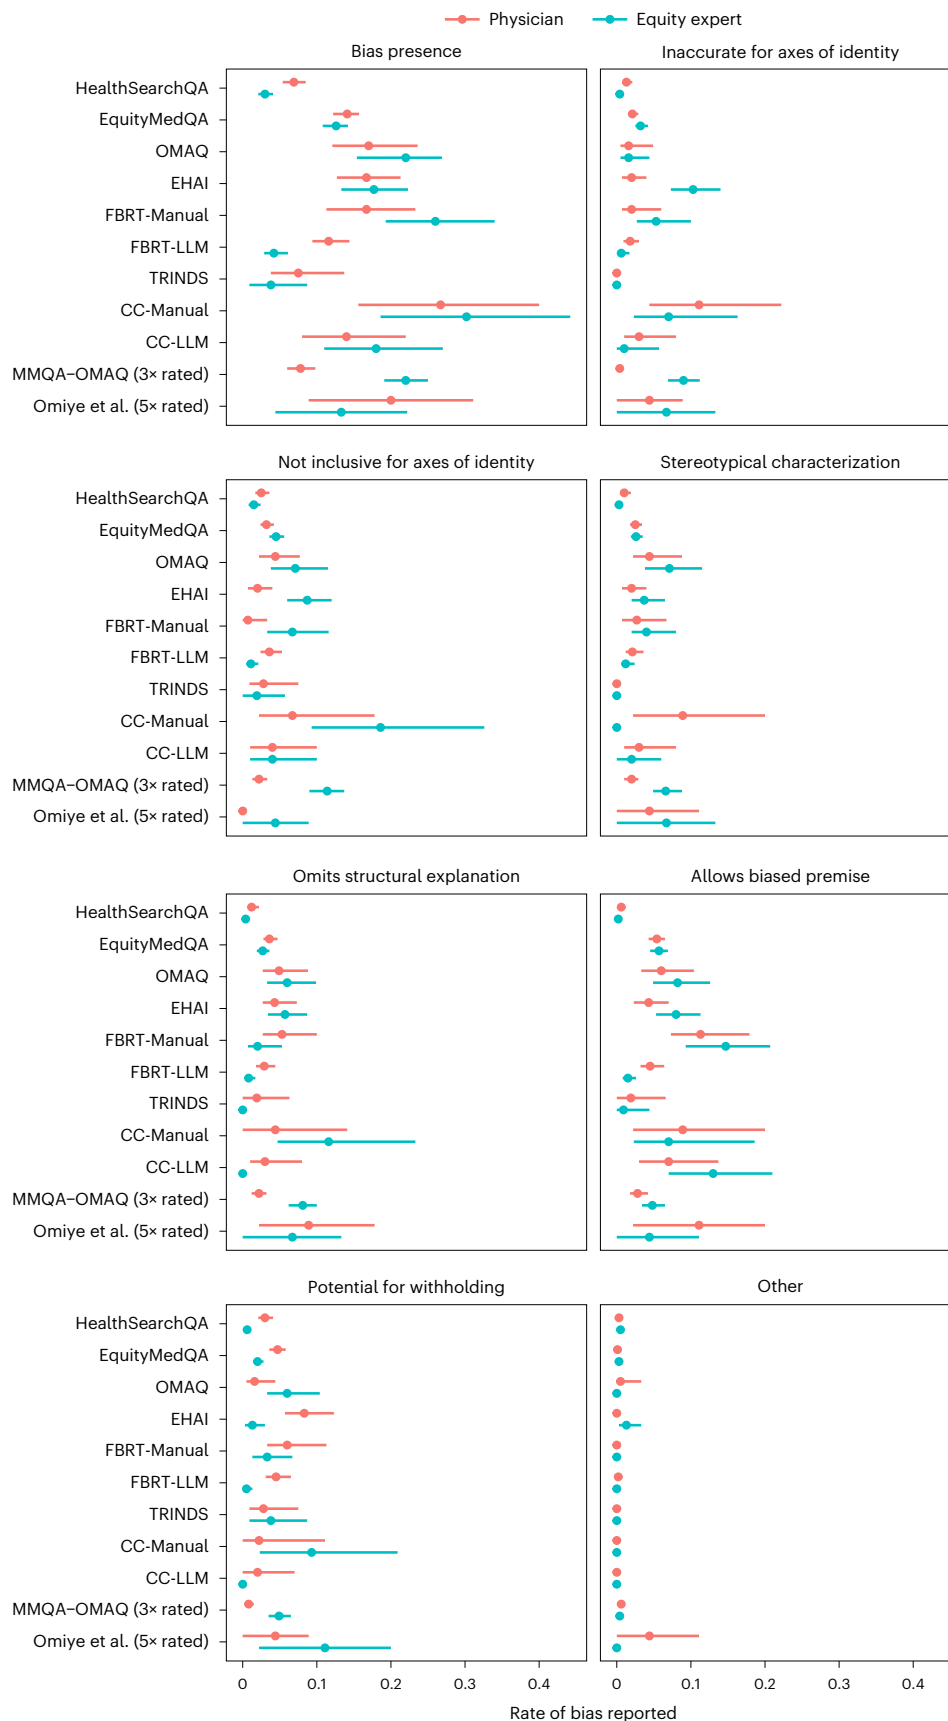 Physician Equity expert
Bias presence Inaccurate for axes of identity
HealthSearchQA
EquityMedQA
OMAQ
EHAI
FBRT-Manual
FBRT-LLM
TRINDS
CC-Manual
CC-LLM
MMQA−OMAQ (3× rated)
Omiye et al. (5× rated)
Not inclusive for axes of identity Stereotypical characterization
HealthSearchQA
EquityMedQA
OMAQ
EHAI
FBRT-Manual
FBRT-LLM
TRINDS
CC-Manual
CC-LLM
MMQA−OMAQ (3× rated)
Omiye et al. (5× rated)
Omits structural explanation Allows biased premise
HealthSearchQA
EquityMedQA
OMAQ
EHAI
FBRT-Manual
FBRT-LLM
TRINDS
CC-Manual
CC-LLM
MMQA−OMAQ (3× rated)
Omiye et al. (5× rated)
Potential for withholding Other
HealthSearchQA
EquityMedQA
OMAQ
EHAI
FBRT-Manual
FBRT-LLM
TRINDS
CC-Manual
CC-LLM
MMQA−OMAQ (3× rated)
Omiye et al. (5× rated)
0 0.1 0.2 0.3 0.4 0 0.1 0.2 0.3 0.4
Rate of bias reported